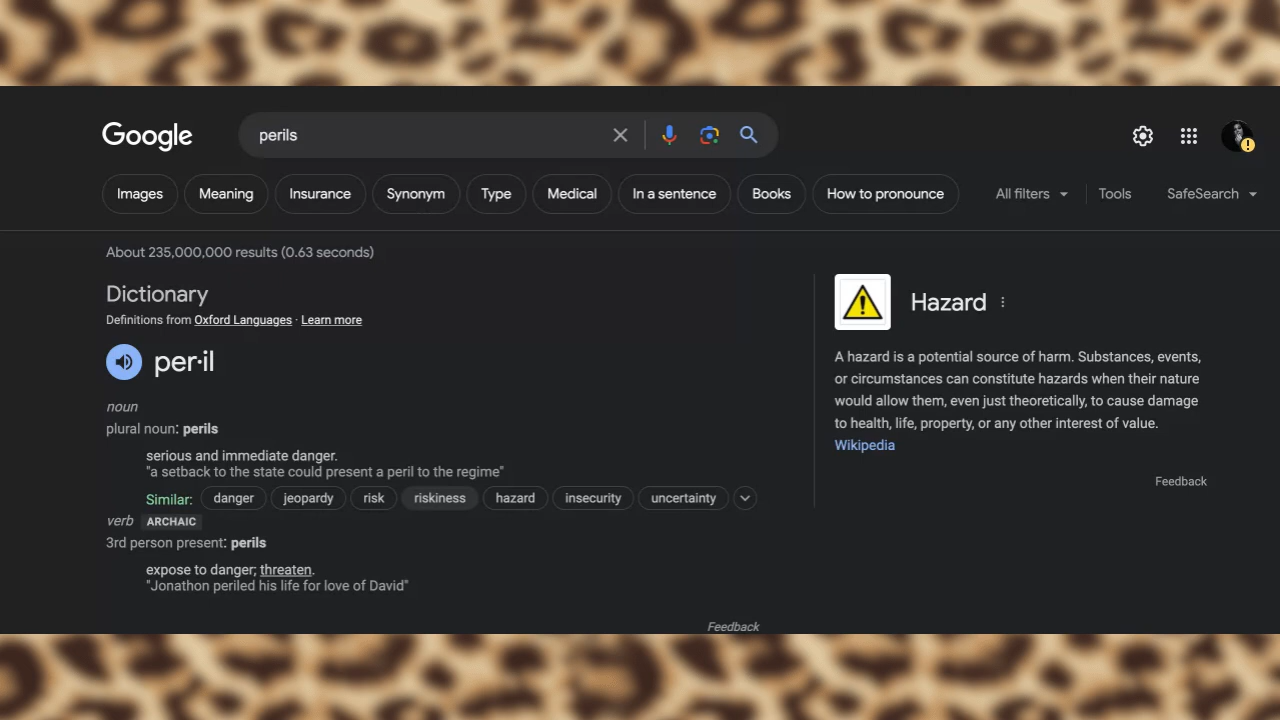 Google
perils
Images Meaning Insurance Synonym Type Medical In a sentence Books How to pronounce All filters Tools SafeSearch
About 235,000,000 results (0.63 seconds)
Dictionary
Definitions from Oxford Languages · Learn more
per·il
noun
plural noun: perils
serious and immediate danger.
"a setback to the state could present a peril to the regime"
Similar: danger jeopardy risk riskiness hazard insecurity uncertainty
verb ARCHAIC
3rd person present: perils
expose to danger; threaten.
"Jonathon periled his life for love of David"
Feedback
Hazard
A hazard is a potential source of harm. Substances, events,
or circumstances can constitute hazards when their nature
would allow them, even just theoretically, to cause damage
to health, life, property, or any other interest of value.
Wikipedia
Feedback